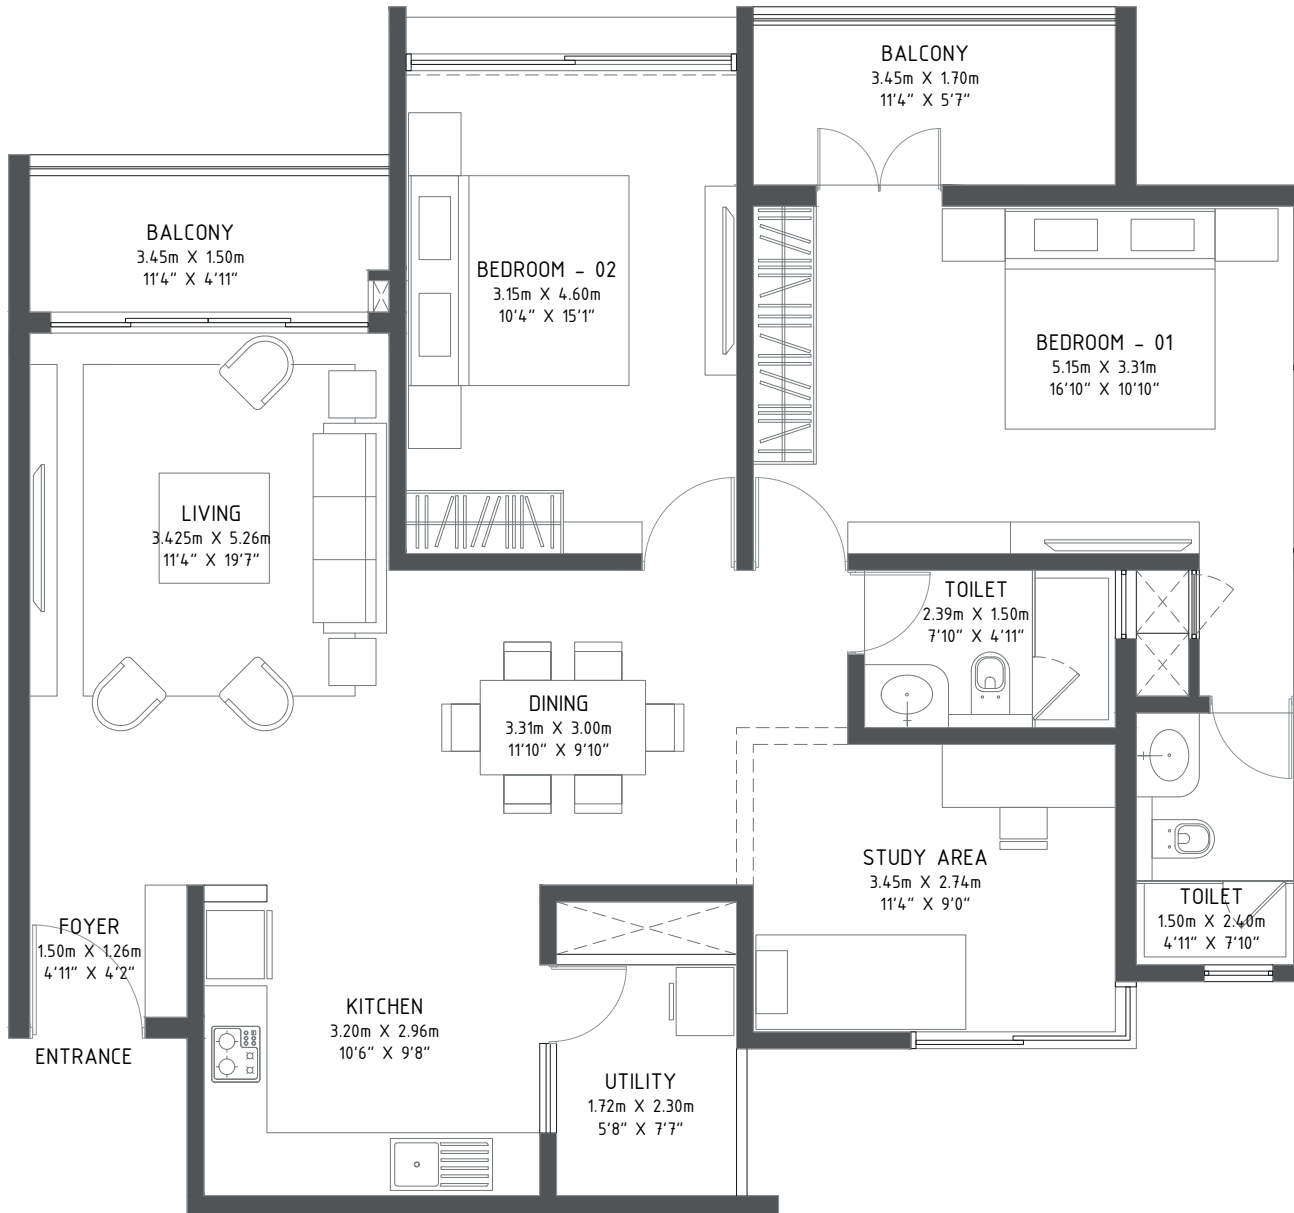 BALCONY
3.45m X 1.70m
11'4" X 5'7"
BALCONY
3.45m X 1.50m
11'4" X 4'11"
BEDROOM - 02
3.15m X 4.60m
10'4" X 15'1"
BEDROOM - 01
5.15m X 3.31m
16'10" X 10'10"
LIVING
3.425m X 5.26m
11'4" X 19'7"
TOILET
2.39m X 1.50m
7'10" X 4'11"
DINING
3.31m X 3.00m
11'10" X 9'10"
STUDY AREA
3.45m X 2.74m
11'4" X 9'0"
TOILET
1.50m X 2.40m
4'11" X 7'10"
FOYER
1.50m X 1.26m
4'11" X 4'2"
ENTRANCE
KITCHEN
3.20m X 2.96m
10'6" X 9'8"
UTILITY
1.72m X 2.30m
5'8" X 7'7"